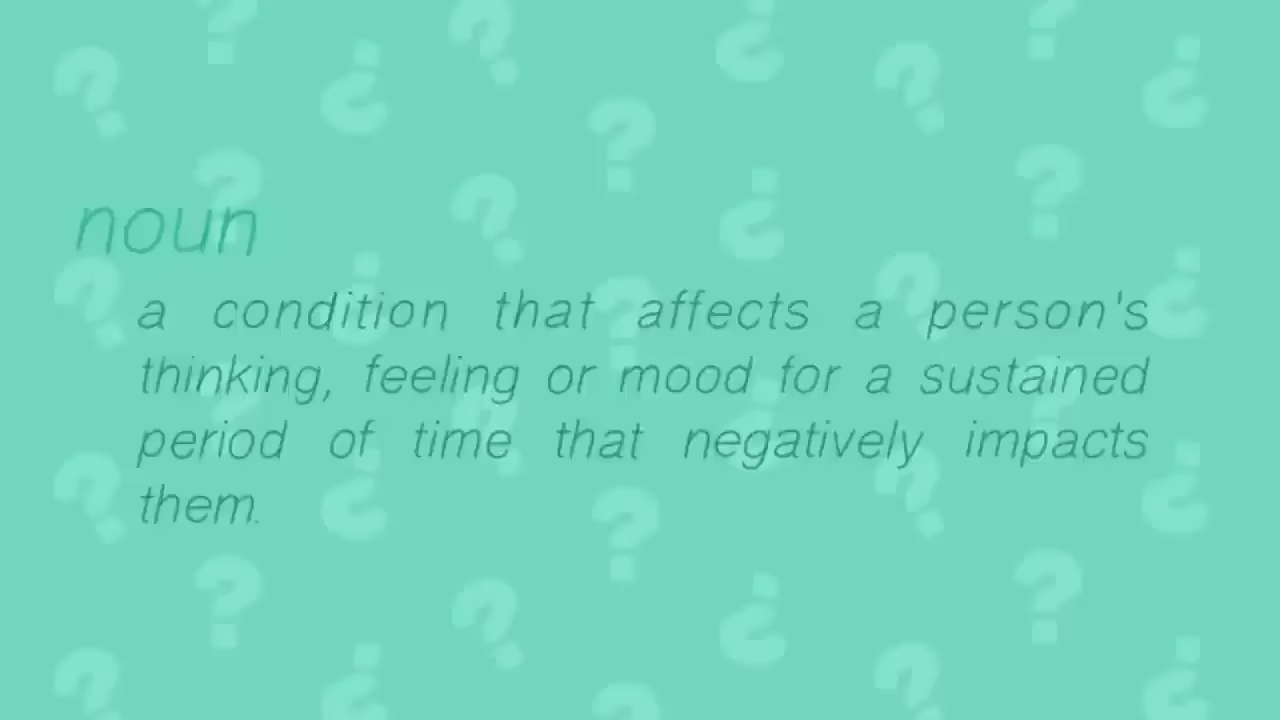 noun
a condition that affects a person's
thinking, feeling or mood for a sustained
period of time that negatively impacts
them.